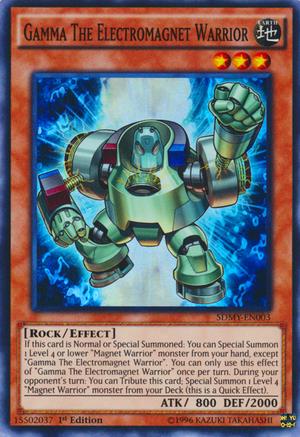 GAMMA THE ELECTROMAGNET WARRIOR
EARTH
地
SDMY-EN003
[ROCK/EFFECT]
If this card is Normal or Special Summoned: You can Special Summon
1 Level 4 or lower "Magnet Warrior" monster from your hand, except
"Gamma The Electromagnet Warrior". You can only use this effect
of "Gamma The Electromagnet Warrior" once per turn. During your
opponent's turn: You can Tribute this card; Special Summon 1 Level 4
"Magnet Warrior" monster from your Deck (this is a Quick Effect).
ATK / 800 DEF/2000
15502037 1st Edition ©1996 KAZUKI TAKAHASHI